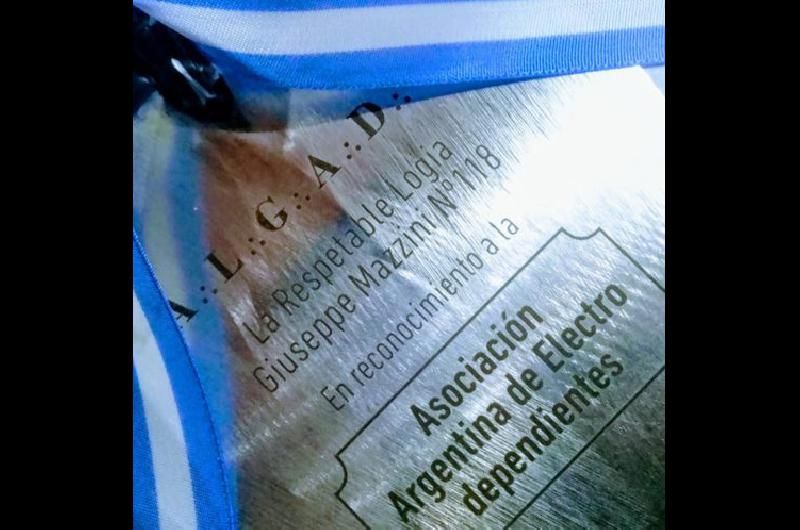 A∴L∴G∴A∴D∴
La Respetable Logia
Giuseppe Mazzini N°118
En reconocimiento a la
Asociación
Argentina de Electro
dependientes